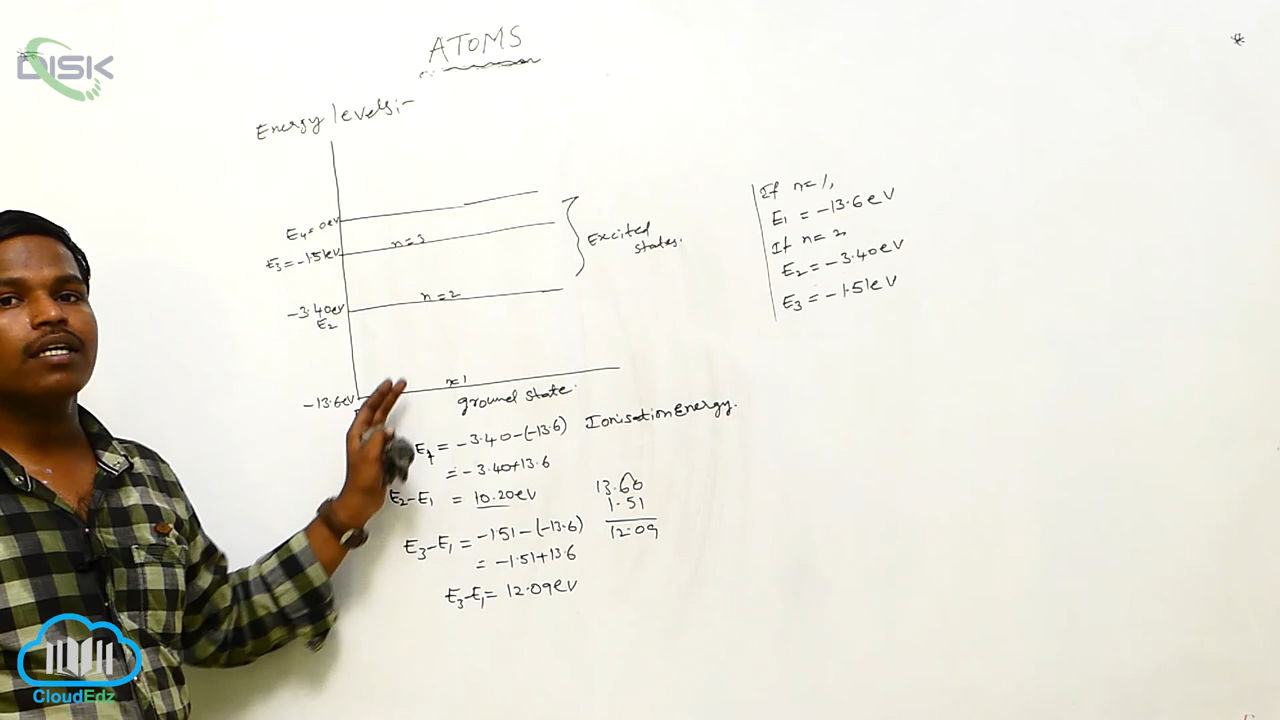 DISK
ATOMS
Energy levels:-
E4=0ev
E3=-1.51ev
n=3
-3.40ev
E2
n=2
Excited
states.
-13.6ev
n=1
ground state.
If n=1,
E1 = -13.6ev
If n=2
E2=-3.40ev
E3=-1.51ev
= -3.40-(-13.6)
Ionisation Energy.
= -3.40+13.6
E2-E1 = 10.20ev
E3-E1 = -1.51-(-13.6)
= -1.51+13.6
E3-E1= 12.09ev
13.60
1.51
12.09
CloudEdz